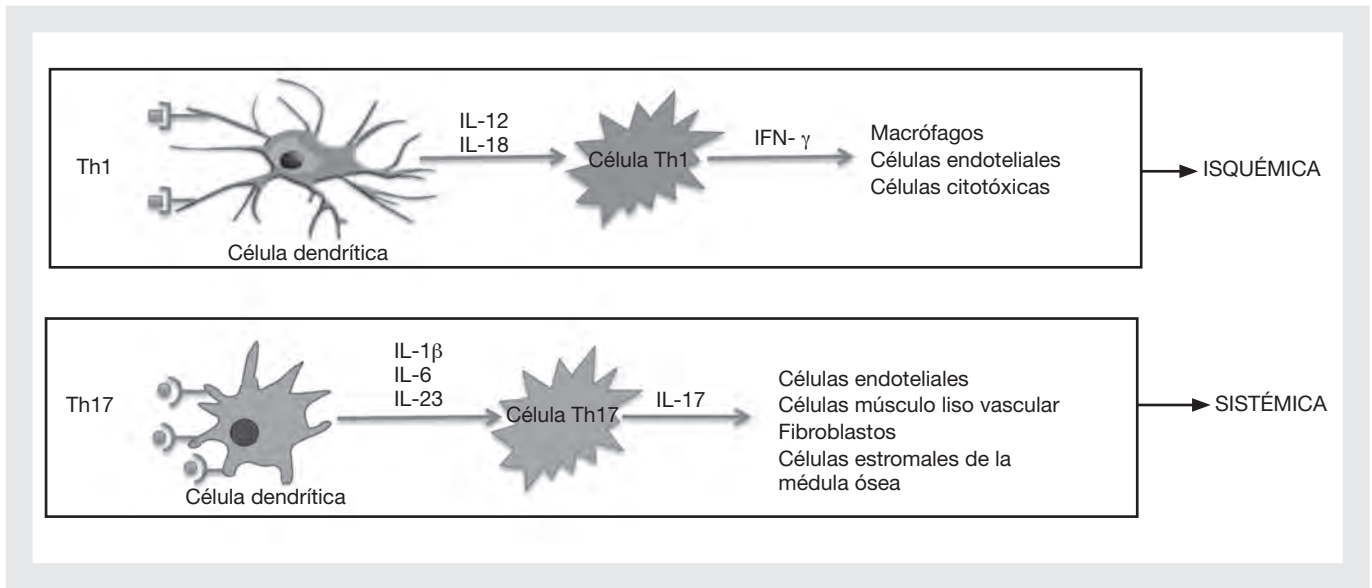 Th1
Célula dendrítica
IL-12
IL-18
Célula Th1
IFN- γ
Macrófagos
Células endoteliales
Células citotóxicas
ISQUÉMICA
Th17
Célula dendrítica
IL-1β
IL-6
IL-23
Célula Th17
IL-17
Células endoteliales
Células músculo liso vascular
Fibroblastos
Células estromales de la
médula ósea
SISTÉMICA